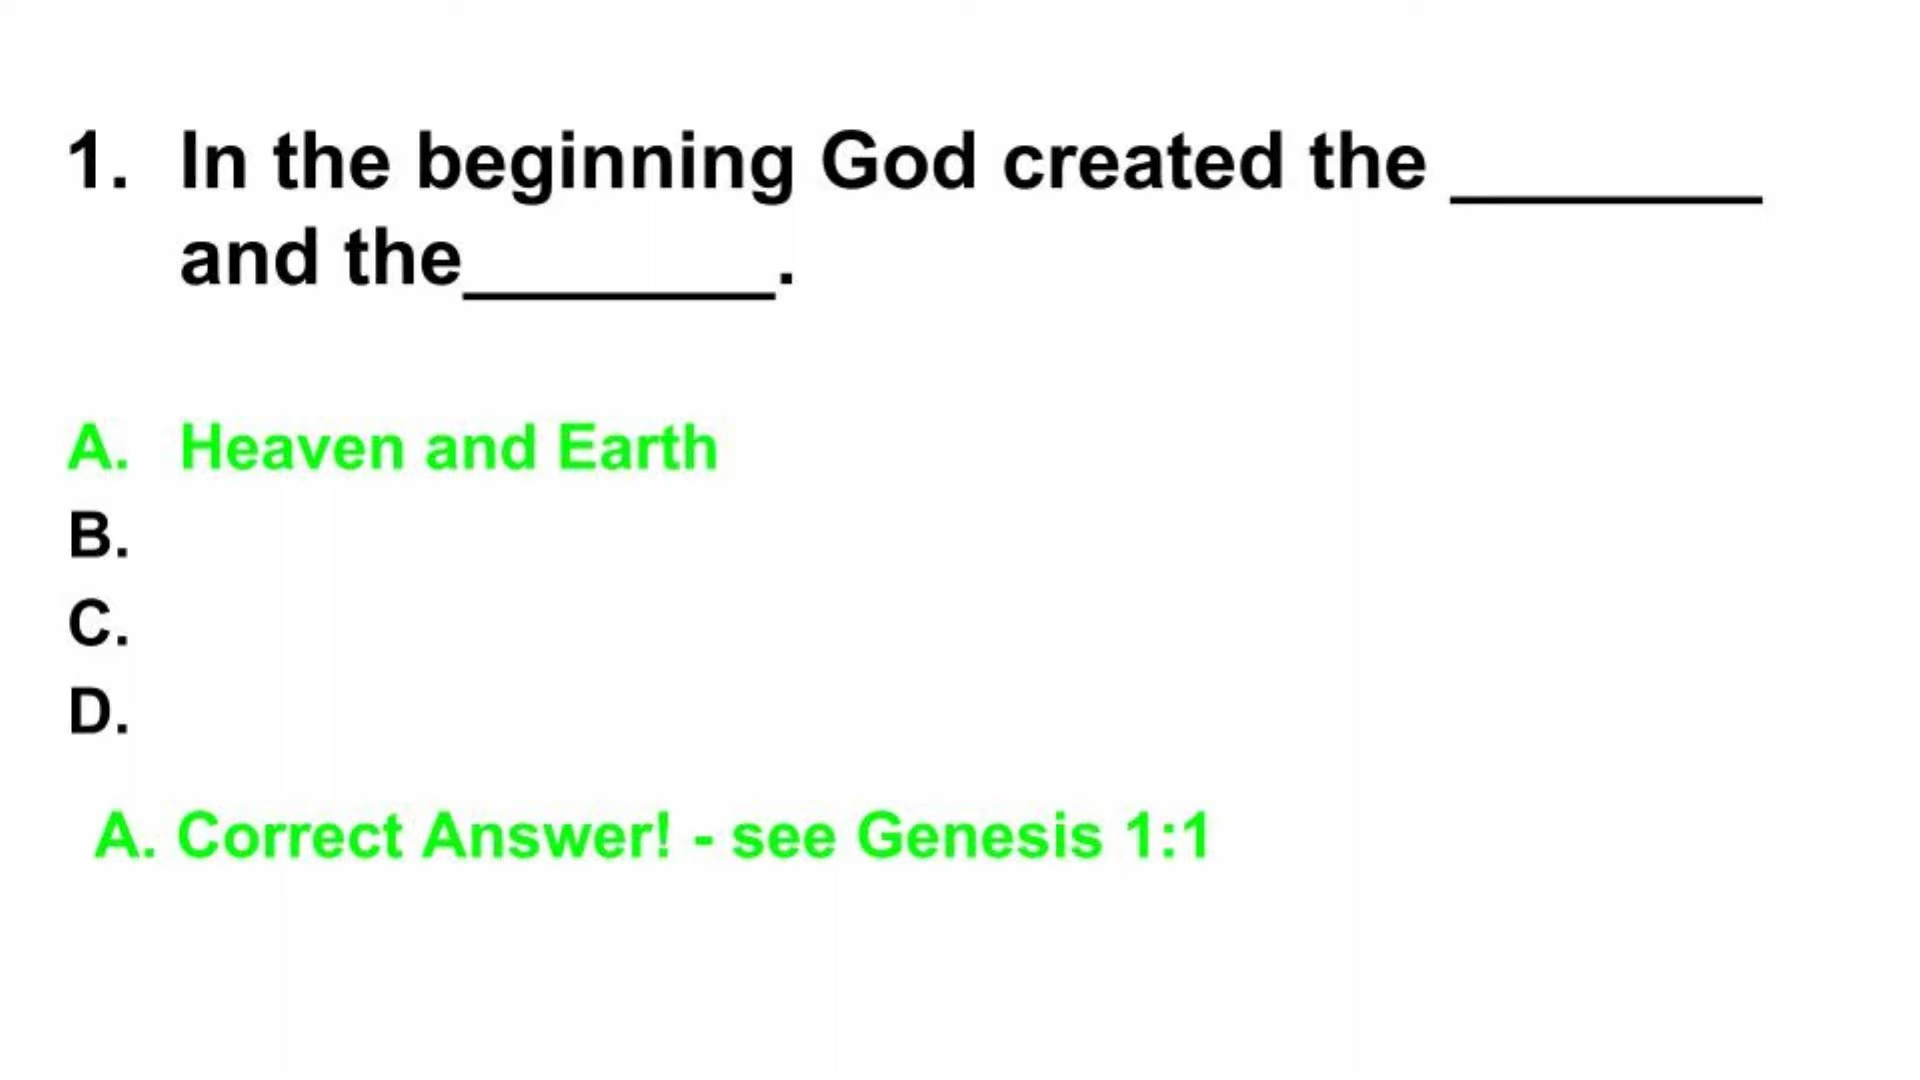 1. In the beginning God created the ________
and the________.
A. Heaven and Earth
B.
C.
D.
A. Correct Answer! - see Genesis 1:1